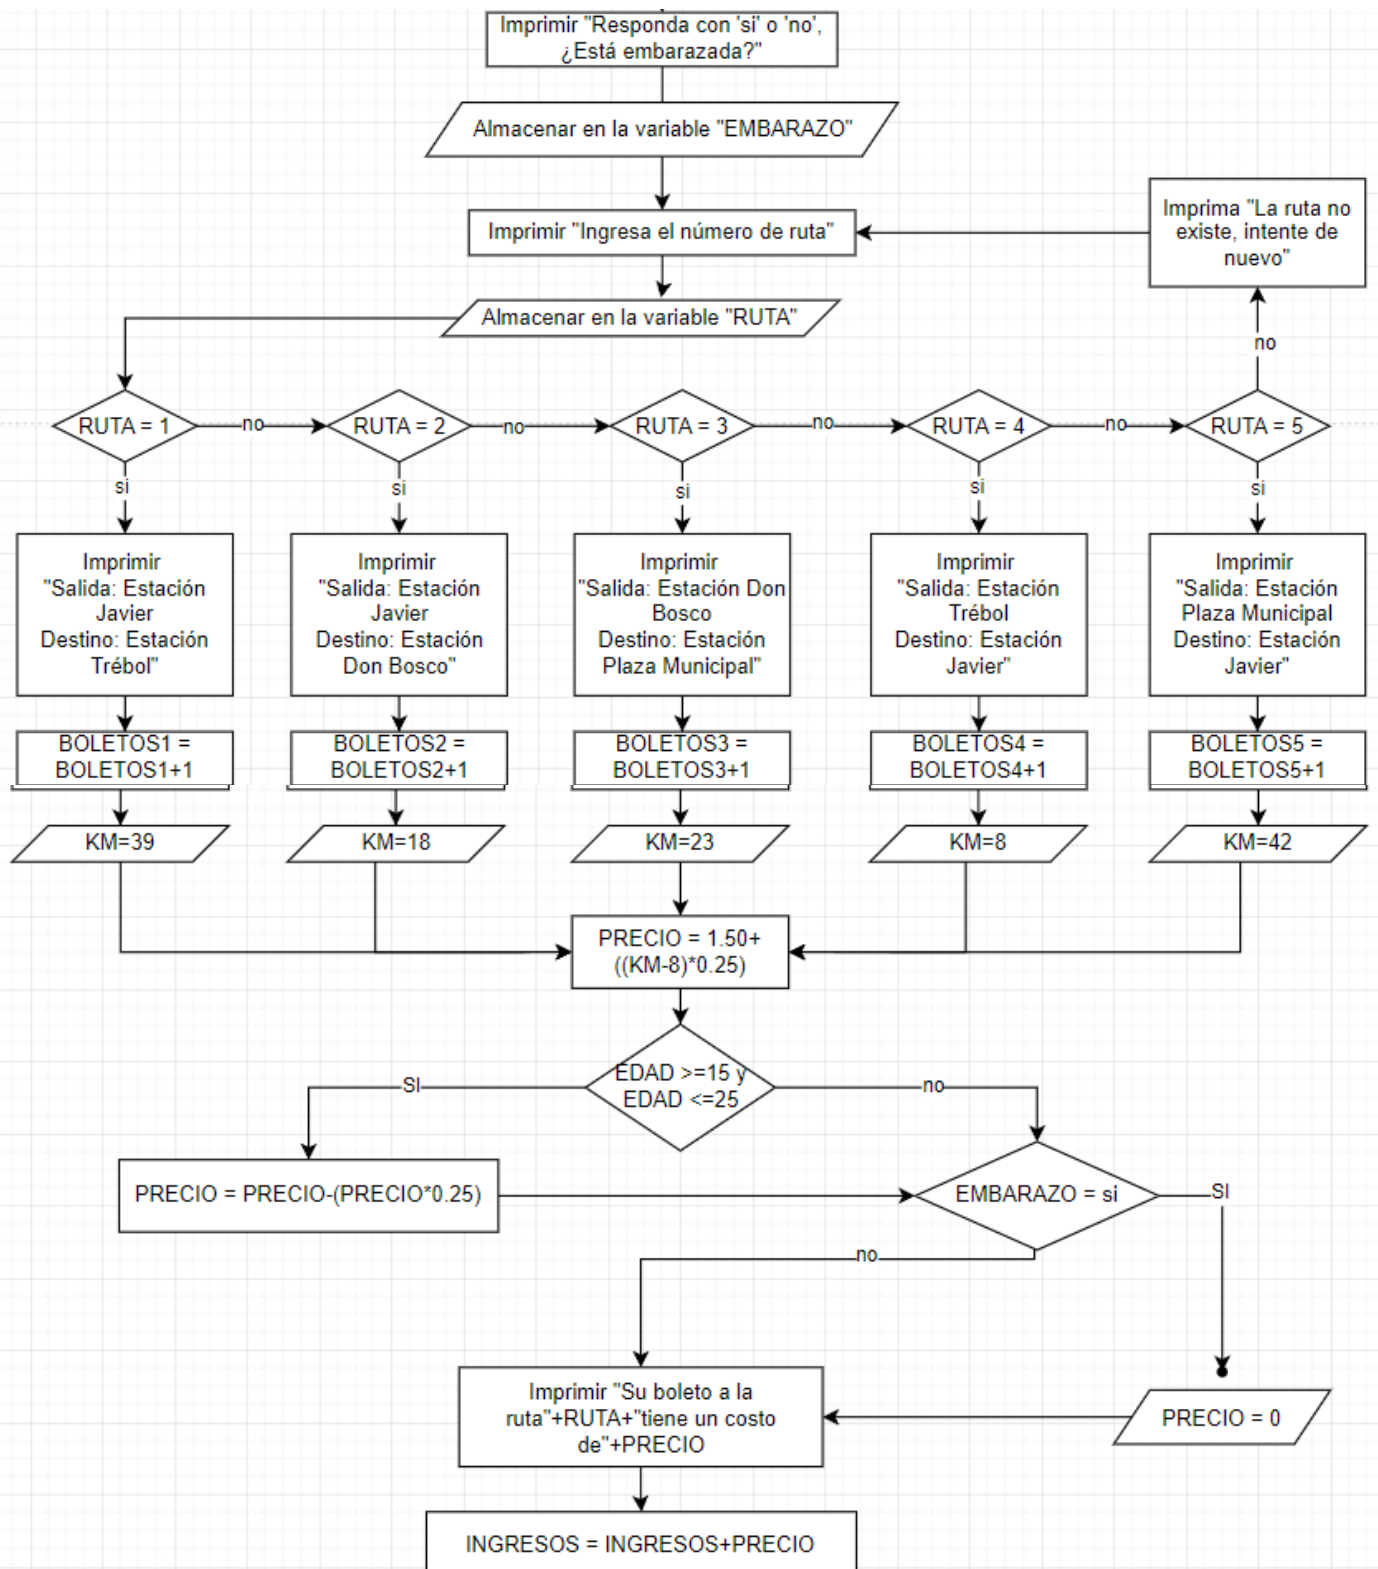 Imprimir "Responda con 'si' o 'no',
¿Está embarazada?"
Almacenar en la variable "EMBARAZO"
Imprimir "Ingresa el número de ruta"
Imprima "La ruta no
existe, intente de
nuevo"
Almacenar en la variable "RUTA"
no
RUTA = 1
no
RUTA = 2
no
RUTA = 3
no
RUTA = 4
no
RUTA = 5
si
si
si
si
si
Imprimir
"Salida: Estación
Javier
Destino: Estación
Trébol"
Imprimir
"Salida: Estación
Javier
Destino: Estación
Don Bosco"
Imprimir
"Salida: Estación Don
Bosco
Destino: Estación
Plaza Municipal"
Imprimir
"Salida: Estación
Trébol
Destino: Estación
Javier"
Imprimir
"Salida: Estación
Plaza Municipal
Destino: Estación
Javier"
BOLETOS1 =
BOLETOS1+1
BOLETOS2 =
BOLETOS2+1
BOLETOS3 =
BOLETOS3+1
BOLETOS4 =
BOLETOS4+1
BOLETOS5 =
BOLETOS5+1
KM=39
KM=18
KM=23
KM=8
KM=42
PRECIO = 1.50+
((KM-8)*0.25)
EDAD >=15 y
EDAD <=25
SI
no
PRECIO = PRECIO-(PRECIO*0.25)
EMBARAZO = si
SI
no
Imprimir "Su boleto a la
ruta"+RUTA+"tiene un costo
de"+PRECIO
PRECIO = 0
INGRESOS = INGRESOS+PRECIO